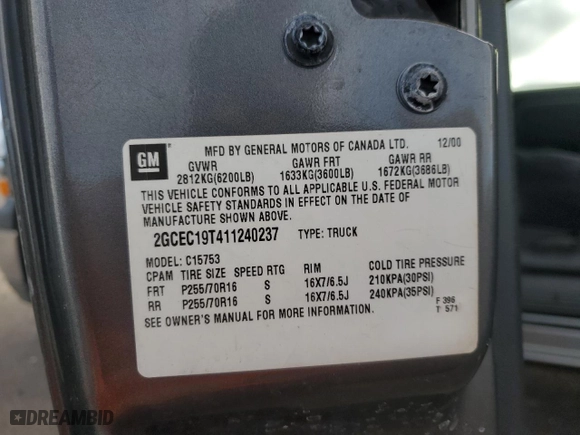 GM
MFD BY GENERAL MOTORS OF CANADA LTD. 12/00
GVWR GAWR FRT GAWR RR
2812KG(6200LB) 1633KG(3600LB) 1672KG(3686LB)
THIS VEHICLE CONFORMS TO ALL APPLICABLE U.S. FEDERAL MOTOR
VEHICLE SAFETY STANDARDS IN EFFECT ON THE DATE OF
MANUFACTURE SHOWN ABOVE.
2GCEC19T411240237 TYPE: TRUCK
MODEL: C15753
CPAM TIRE SIZE SPEED RTG RIM COLD TIRE PRESSURE
FRT P255/70R16 S 16X7/6.5J 210KPA(30PSI)
RR P255/70R16 S 16X7/6.5J 240KPA(35PSI)
SEE OWNER'S MANUAL FOR MORE INFORMATION.
F 396
T 571
DREAMBID